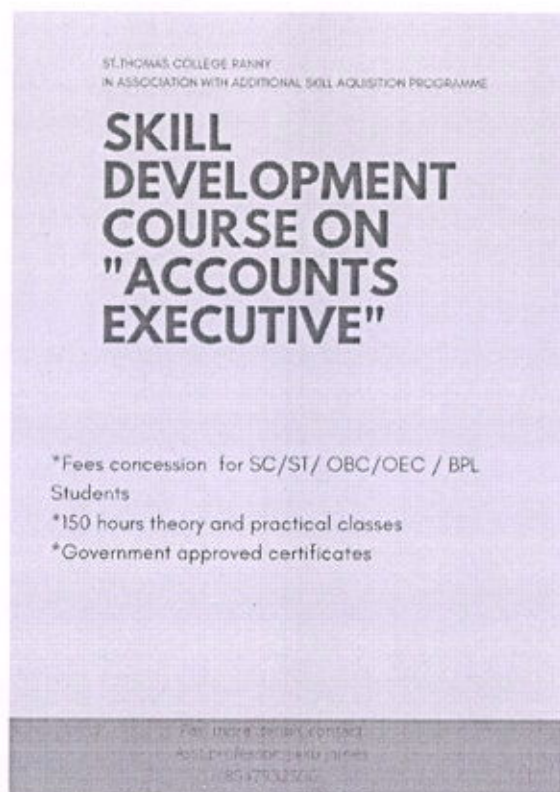 ST.THOMAS COLLEGE RANNY
IN ASSOCIATION WITH ADDITIONAL SKILL AQUISITION PROGRAMME
SKILL
DEVELOPMENT
COURSE ON
"ACCOUNTS
EXECUTIVE"
*Fees concession for SC/ST/ OBC/OEC / BPL
Students
*150 hours theory and practical classes
*Government approved certificates
For more details contact
Asst.professor